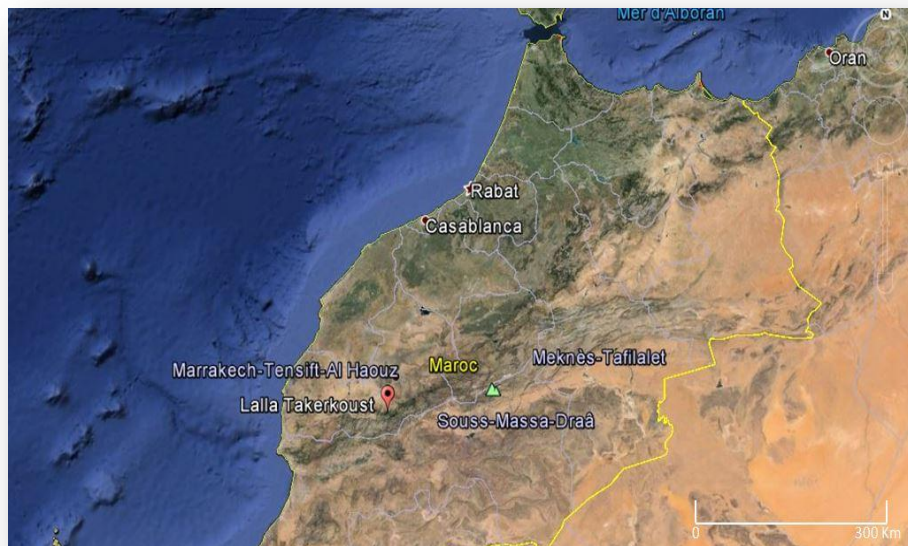 Mer d'Alboran
N
Oran
Rabat
Casablanca
Marrakech-Tensift-Al Haouz
Maroc
Meknès-Tafilalet
Lalla Takerkoust
Souss-Massa-Draâ
300 Km